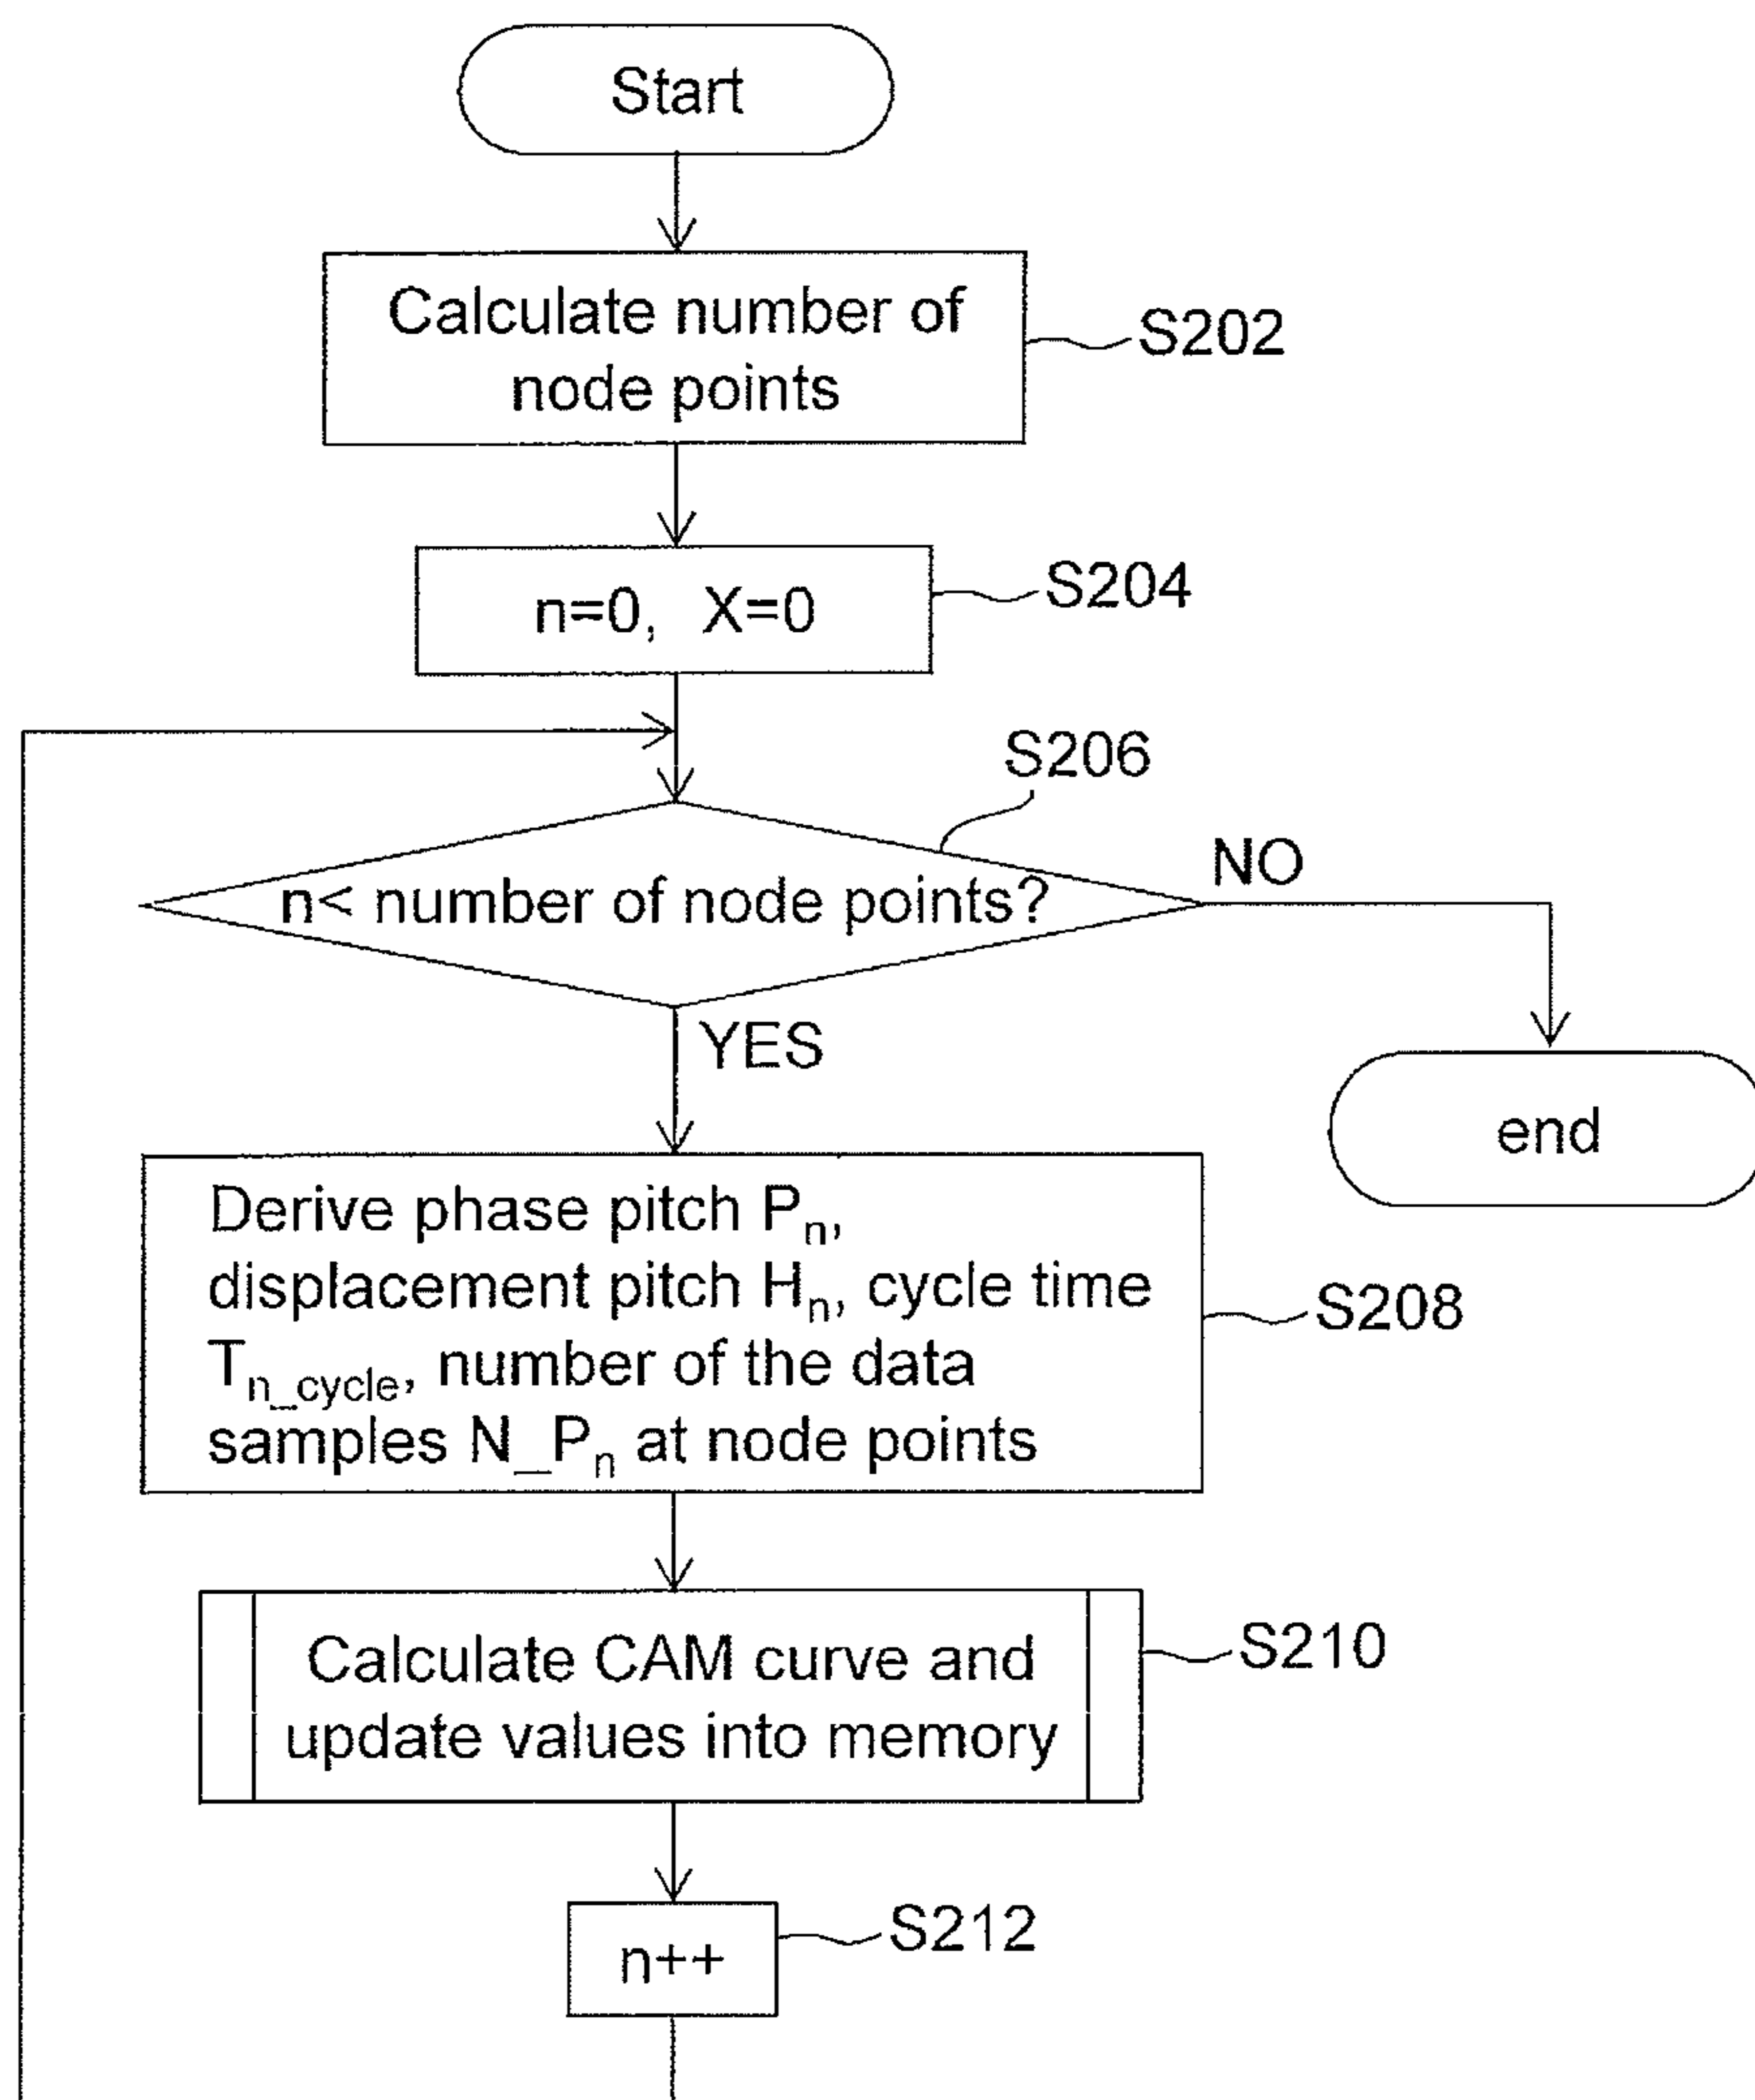 Start
Calculate number of
node points
S202
n=0, X=0
S204
S206
n< number of node points?
NO
YES
end
Derive phase pitch Pn,
displacement pitch Hn, cycle time
Tn_cycle, number of the data
samples N_Pn at node points
S208
Calculate CAM curve and
update values into memory
S210
n++
S212